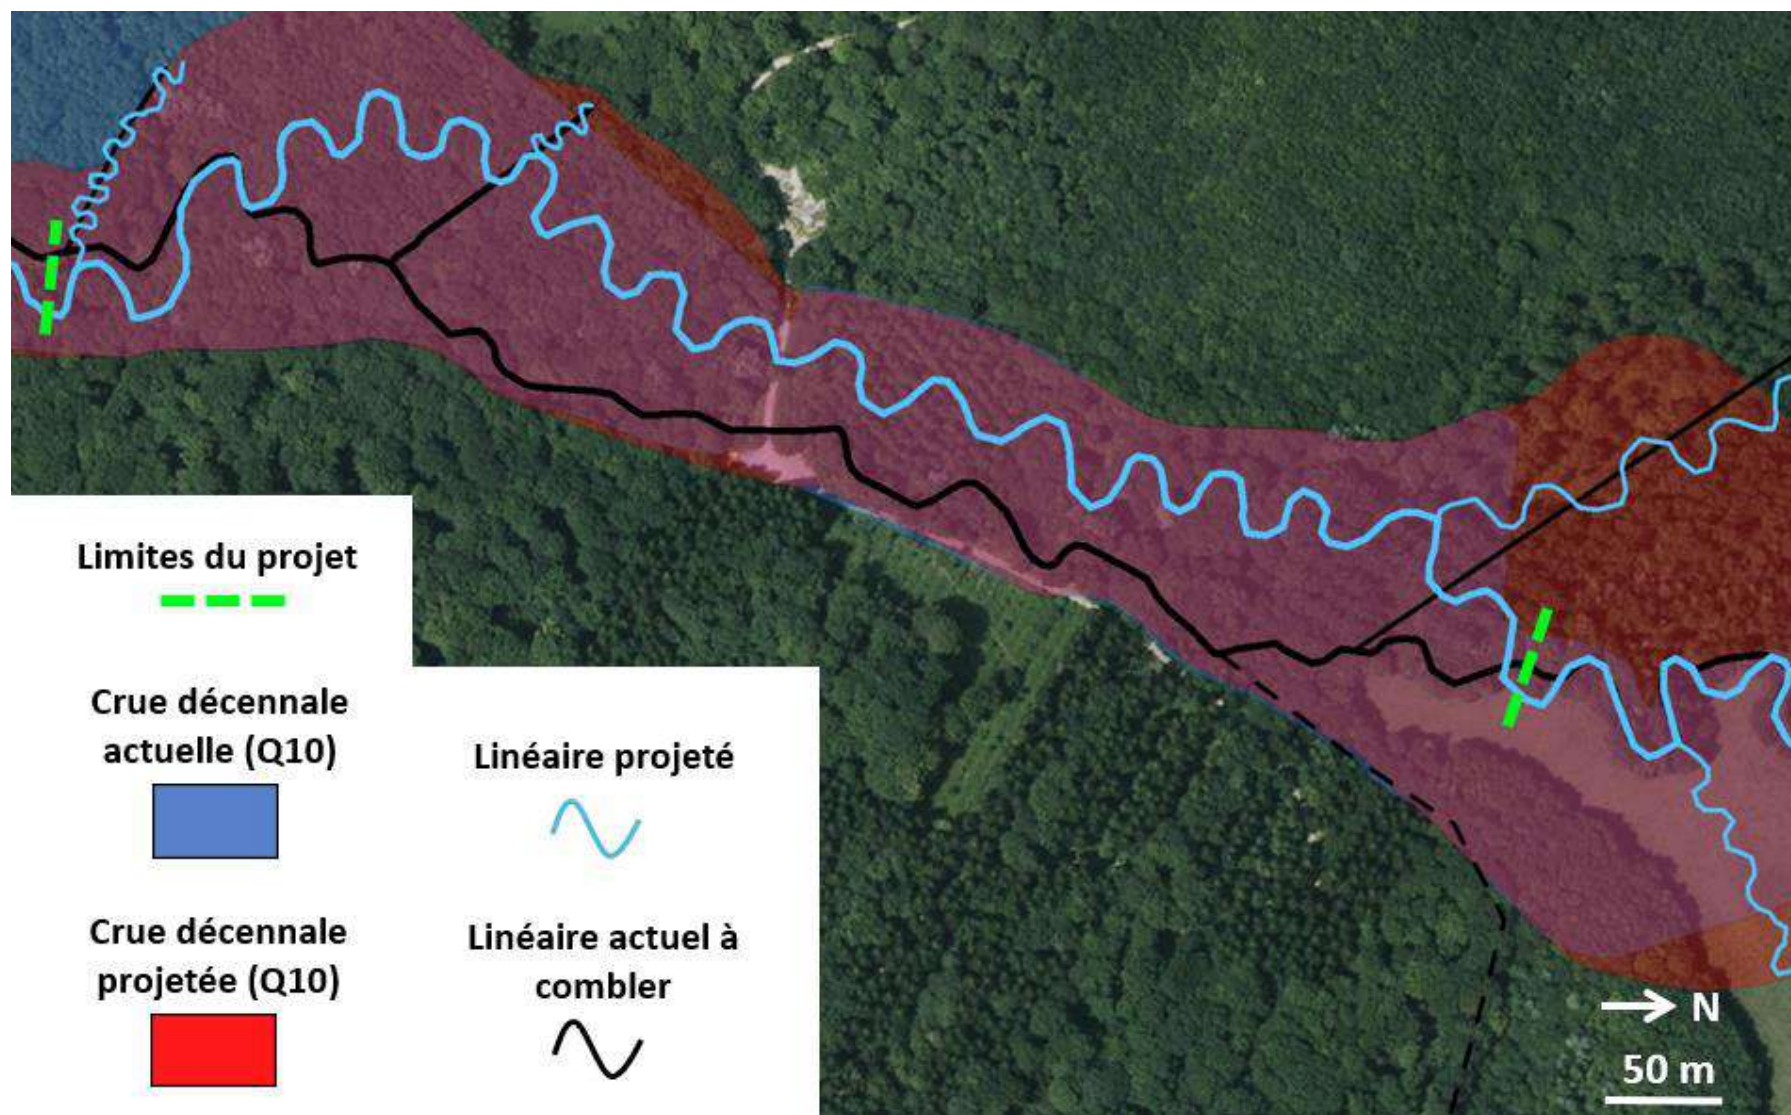 Limites du projet
Crue décennale
actuelle (Q10)
Linéaire projeté
Crue décennale
projetée (Q10)
Linéaire actuel à
combler
N
50 m